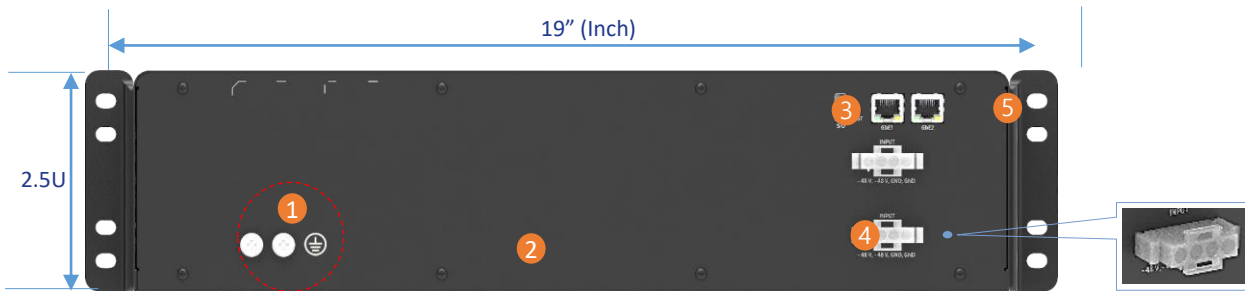 19” (Inch)
2.5U
1
2
3
4
5
GbE1
GbE2
INPUT
- 48 V, - 48 V, GND, GND
INPUT
- 48 V, - 48 V, GND, GND
INPUT
- 48 V, -